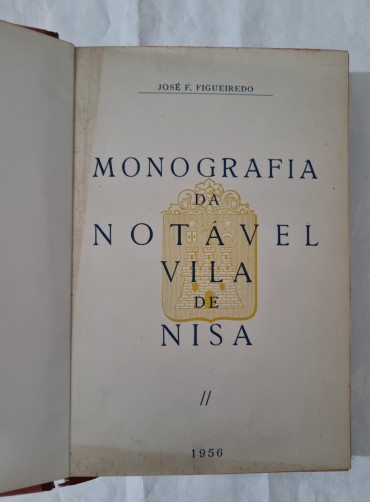 JOSÉ F. FIGUEIREDO
MONOGRAFIA
DA
NOTÁVEL
VILA
DE
NISA
//
1956